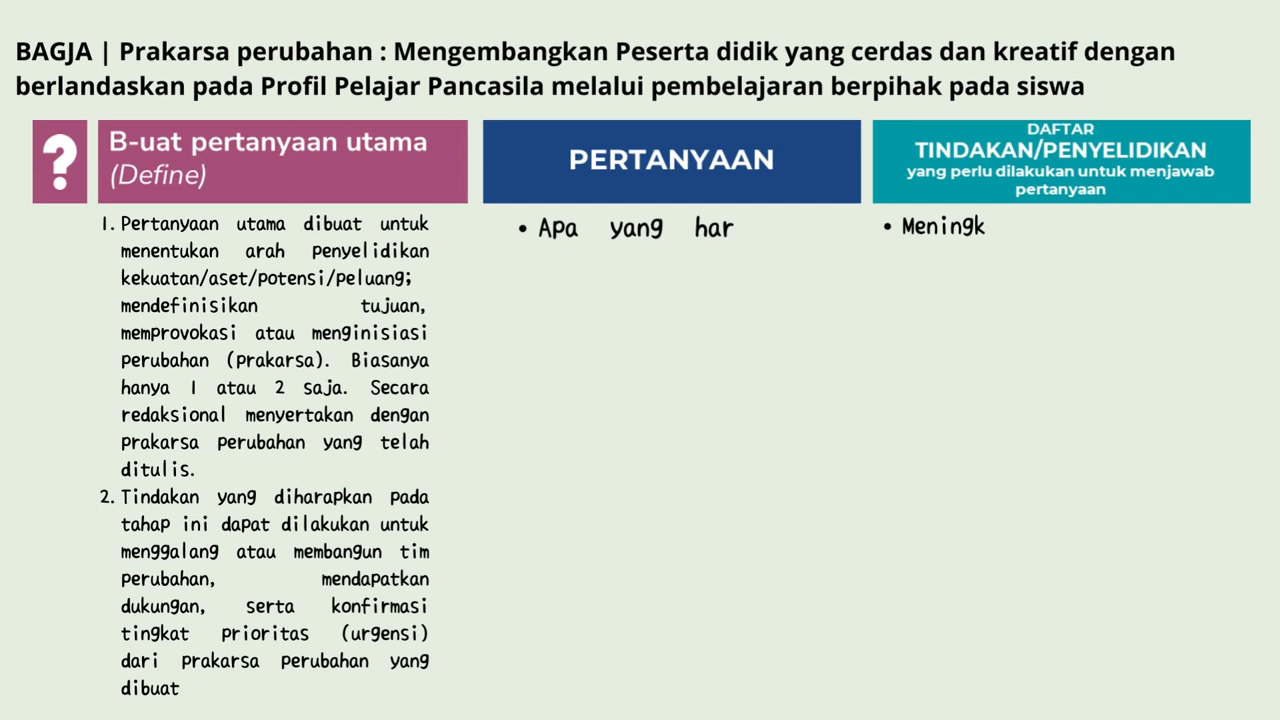 BAGJA | Prakarsa perubahan : Mengembangkan Peserta didik yang cerdas dan kreatif dengan
berlandaskan pada Profil Pelajar Pancasila melalui pembelajaran berpihak pada siswa
?
B-uat pertanyaan utama
(Define)
1. Pertanyaan utama dibuat untuk
menentukan arah penyelidikan
kekuatan/aset/potensi/peluang;
mendefinisikan tujuan,
memprovokasi atau menginisiasi
perubahan (prakarsa). Biasanya
hanya 1 atau 2 saja. Secara
redaksional menyertakan dengan
prakarsa perubahan yang telah
ditulis.
2. Tindakan yang diharapkan pada
tahap ini dapat dilakukan untuk
menggalang atau membangun tim
perubahan, mendapatkan
dukungan, serta konfirmasi
tingkat prioritas (urgensi)
dari prakarsa perubahan yang
dibuat
PERTANYAAN
• Apa yang har
DAFTAR
TINDAKAN/PENYELIDIKAN
yang perlu dilakukan untuk menjawab
pertanyaan
• Meningk